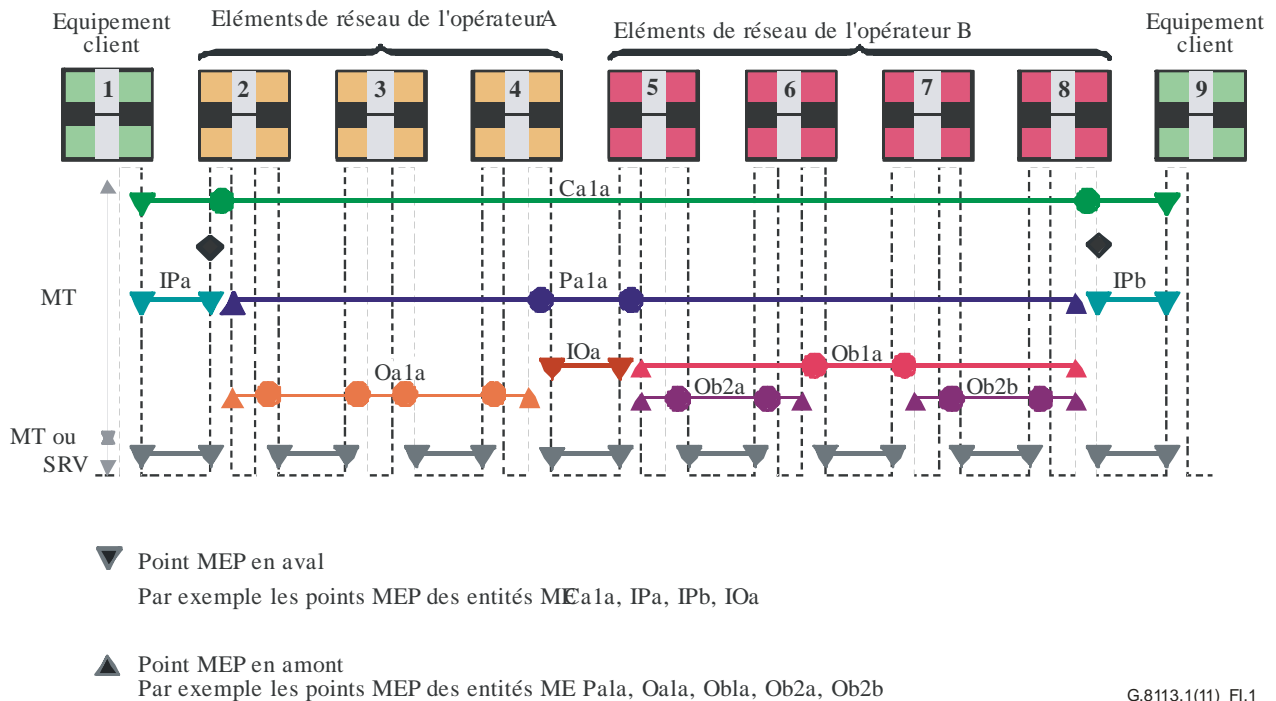 Equipement
client
Eléments de réseau de l'opérateur A
Eléments de réseau de l'opérateur B
Equipement
client
1
2
3
4
5
6
7
8
9
Ca1a
IPa
Pa1a
IPb
MT
IOa
Ob1a
Oa1a
Ob2a
Ob2b
MT ou
SRV
Point MEP en aval
Par exemple les points MEP des entités ME Ca1a, IPa, IPb, IOa
Point MEP en amont
Par exemple les points MEP des entités ME Pala, Oala, Obla, Ob2a, Ob2b
G.8113.1(11)_FI.1